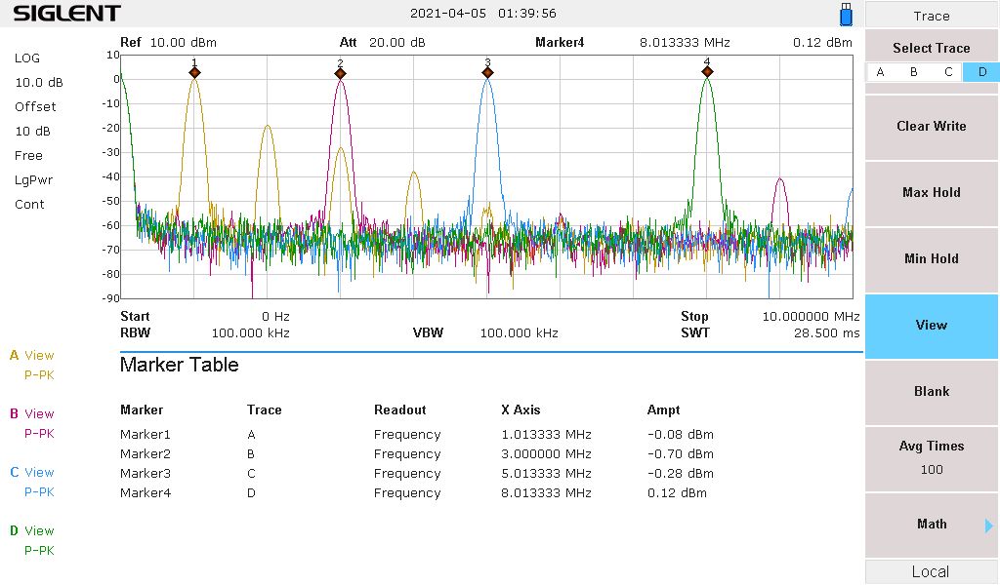 SIGLENT 2021-04-05 01:39:56 Trace
Ref 10.00 dBm Att 20.00 dB Marker4 8.013333 MHz 0.12 dBm
Select Trace
A B C D
LOG
10.0 dB
Offset
10 dB
Free
LgPwr
Cont
10
0
-10
-20
-30
-40
-50
-60
-70
-80
-90
1 2 3 4
Clear Write
Max Hold
Min Hold
View
Blank
Avg Times
100
Math
Local
Start 0 Hz Stop 10.000000 MHz
RBW 100.000 kHz VBW 100.000 kHz SWT 28.500 ms
A View
P-PK
B View
P-PK
C View
P-PK
D View
P-PK
Marker Table
Marker Trace Readout X Axis Ampt
Marker1 A Frequency 1.013333 MHz -0.08 dBm
Marker2 B Frequency 3.000000 MHz -0.70 dBm
Marker3 C Frequency 5.013333 MHz -0.28 dBm
Marker4 D Frequency 8.013333 MHz 0.12 dBm